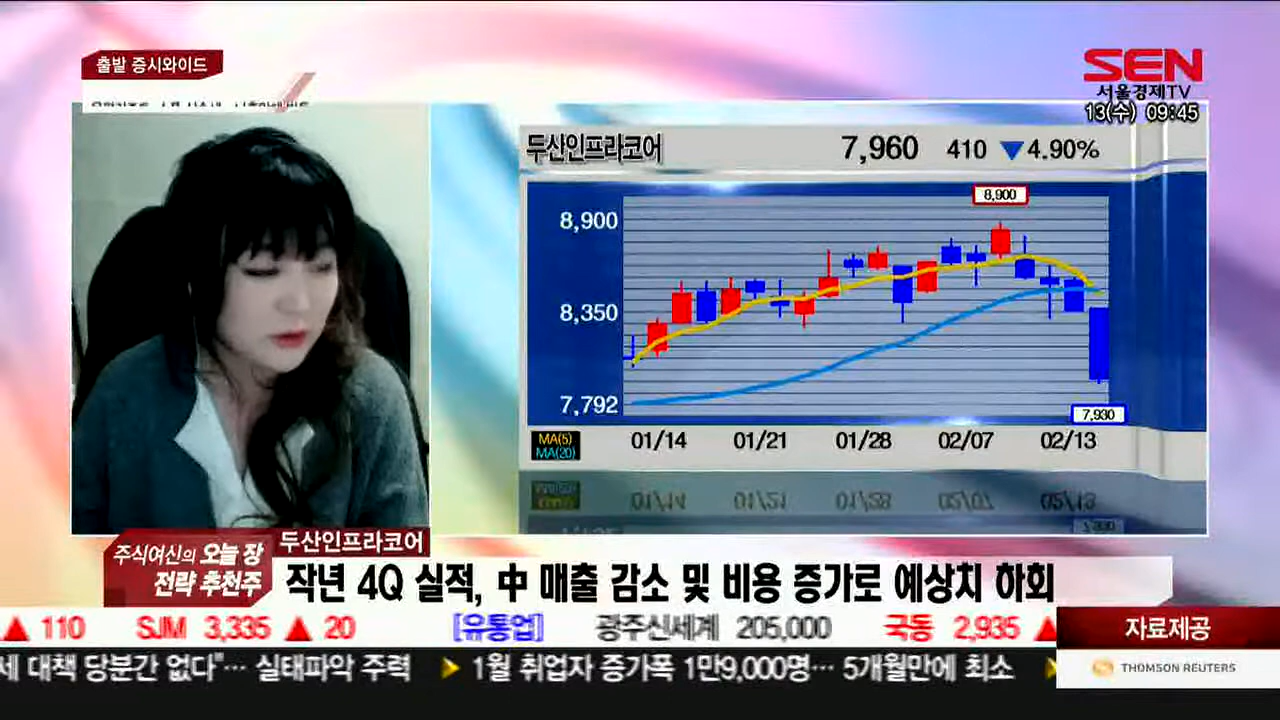 출발 증시와이드
SEN
서울경제TV
13(수) 09:45
두산인프라코어 7,960 410 ▼4.90%
8,900
8,900
8,350
7,792
7,930
MA(5)
MA(20)
01/14 01/21 01/28 02/07 02/13
주식여신의 오늘 장
전략 추천주
두산인프라코어
작년 4Q 실적, 中 매출 감소 및 비용 증가로 예상치 하회
▲ 110 SJM 3,335 ▲ 20 [유통업] 광주신세계 205,000 국동 2,935 ▲
자료제공
세 대책 당분간 없다"… 실태파악 주력 ▶ 1월 취업자 증가폭 1만9,000명… 5개월만에 최소
THOMSON REUTERS